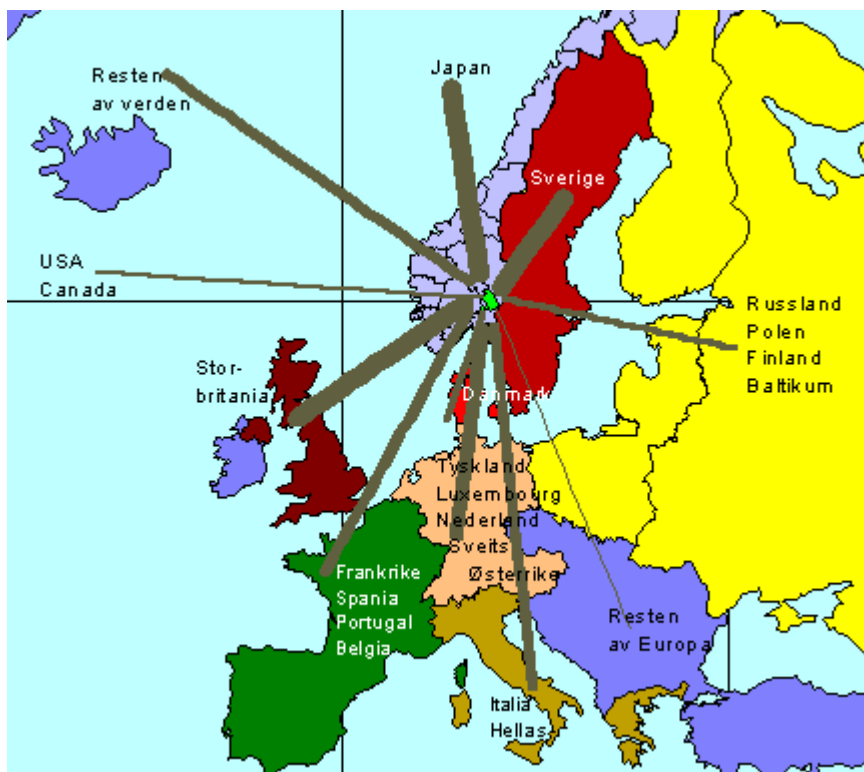 Resten
av verden
Japan
Sverige
USA
Canada
Russland
Polen
Finland
Baltikum
Stor-
britania
Danmark
Tyskland
Luxembourg
Nederland
Sveits
Østerrike
Frankrike
Spania
Portugal
Belgia
Resten
av Europa
Italia
Hellas